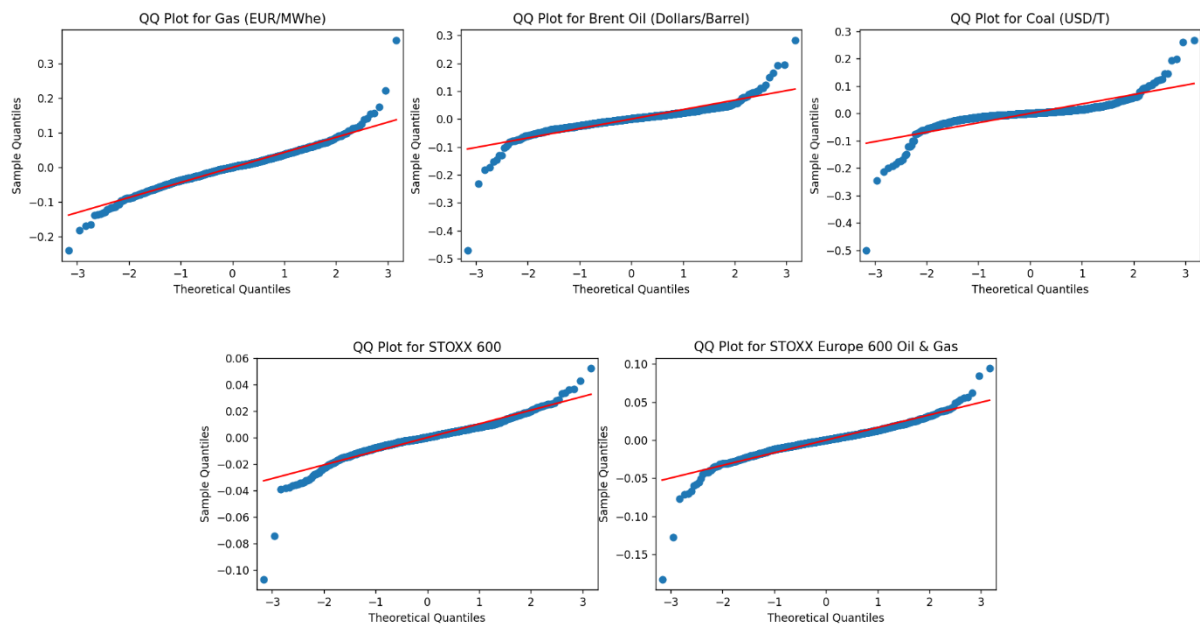 QQ Plot for Gas (EUR/MWhe)
0.3
0.2
0.1
0.0
−0.1
−0.2
Sample Quantiles
−3 −2 −1 0 1 2 3
Theoretical Quantiles
QQ Plot for Brent Oil (Dollars/Barrel)
0.3
0.2
0.1
0.0
−0.1
−0.2
−0.3
−0.4
−0.5
Sample Quantiles
−3 −2 −1 0 1 2 3
Theoretical Quantiles
QQ Plot for Coal (USD/T)
0.3
0.2
0.1
0.0
−0.1
−0.2
−0.3
−0.4
−0.5
Sample Quantiles
−3 −2 −1 0 1 2 3
Theoretical Quantiles
QQ Plot for STOXX 600
0.06
0.04
0.02
0.00
−0.02
−0.04
−0.06
−0.08
−0.10
Sample Quantiles
−3 −2 −1 0 1 2 3
Theoretical Quantiles
QQ Plot for STOXX Europe 600 Oil & Gas
0.10
0.05
0.00
−0.05
−0.10
−0.15
Sample Quantiles
−3 −2 −1 0 1 2 3
Theoretical Quantiles